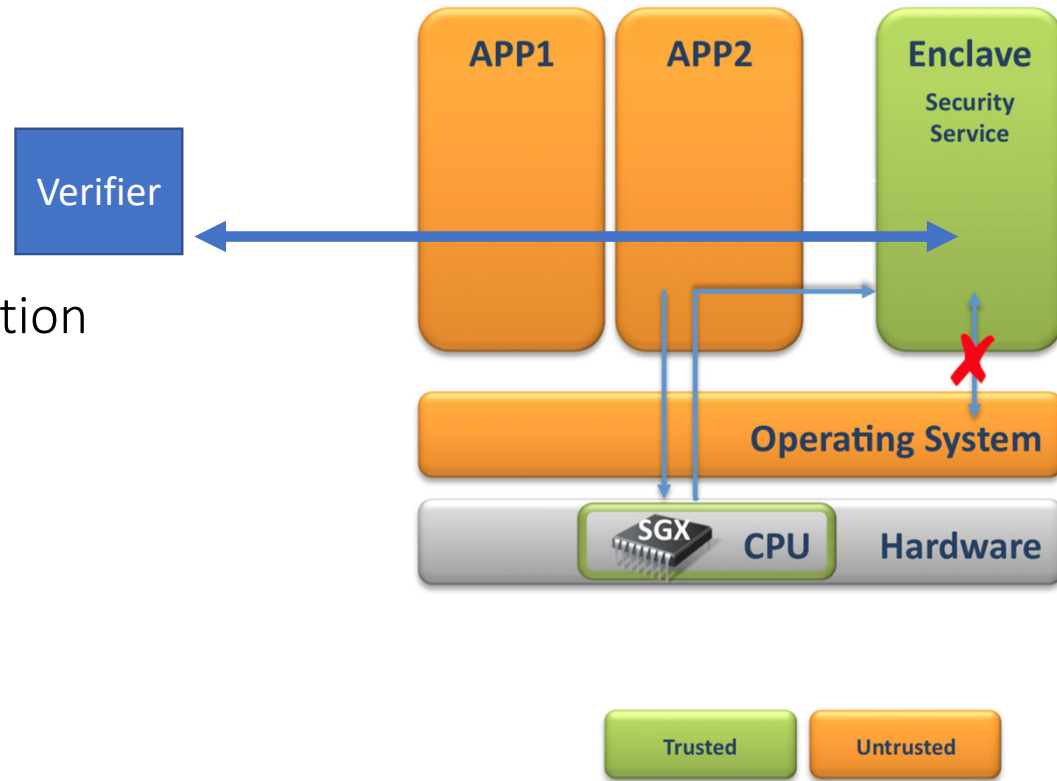 APP1
APP2
Enclave
Security
Service
Verifier
tion
Operating System
SGX
CPU
Hardware
Trusted
Untrusted